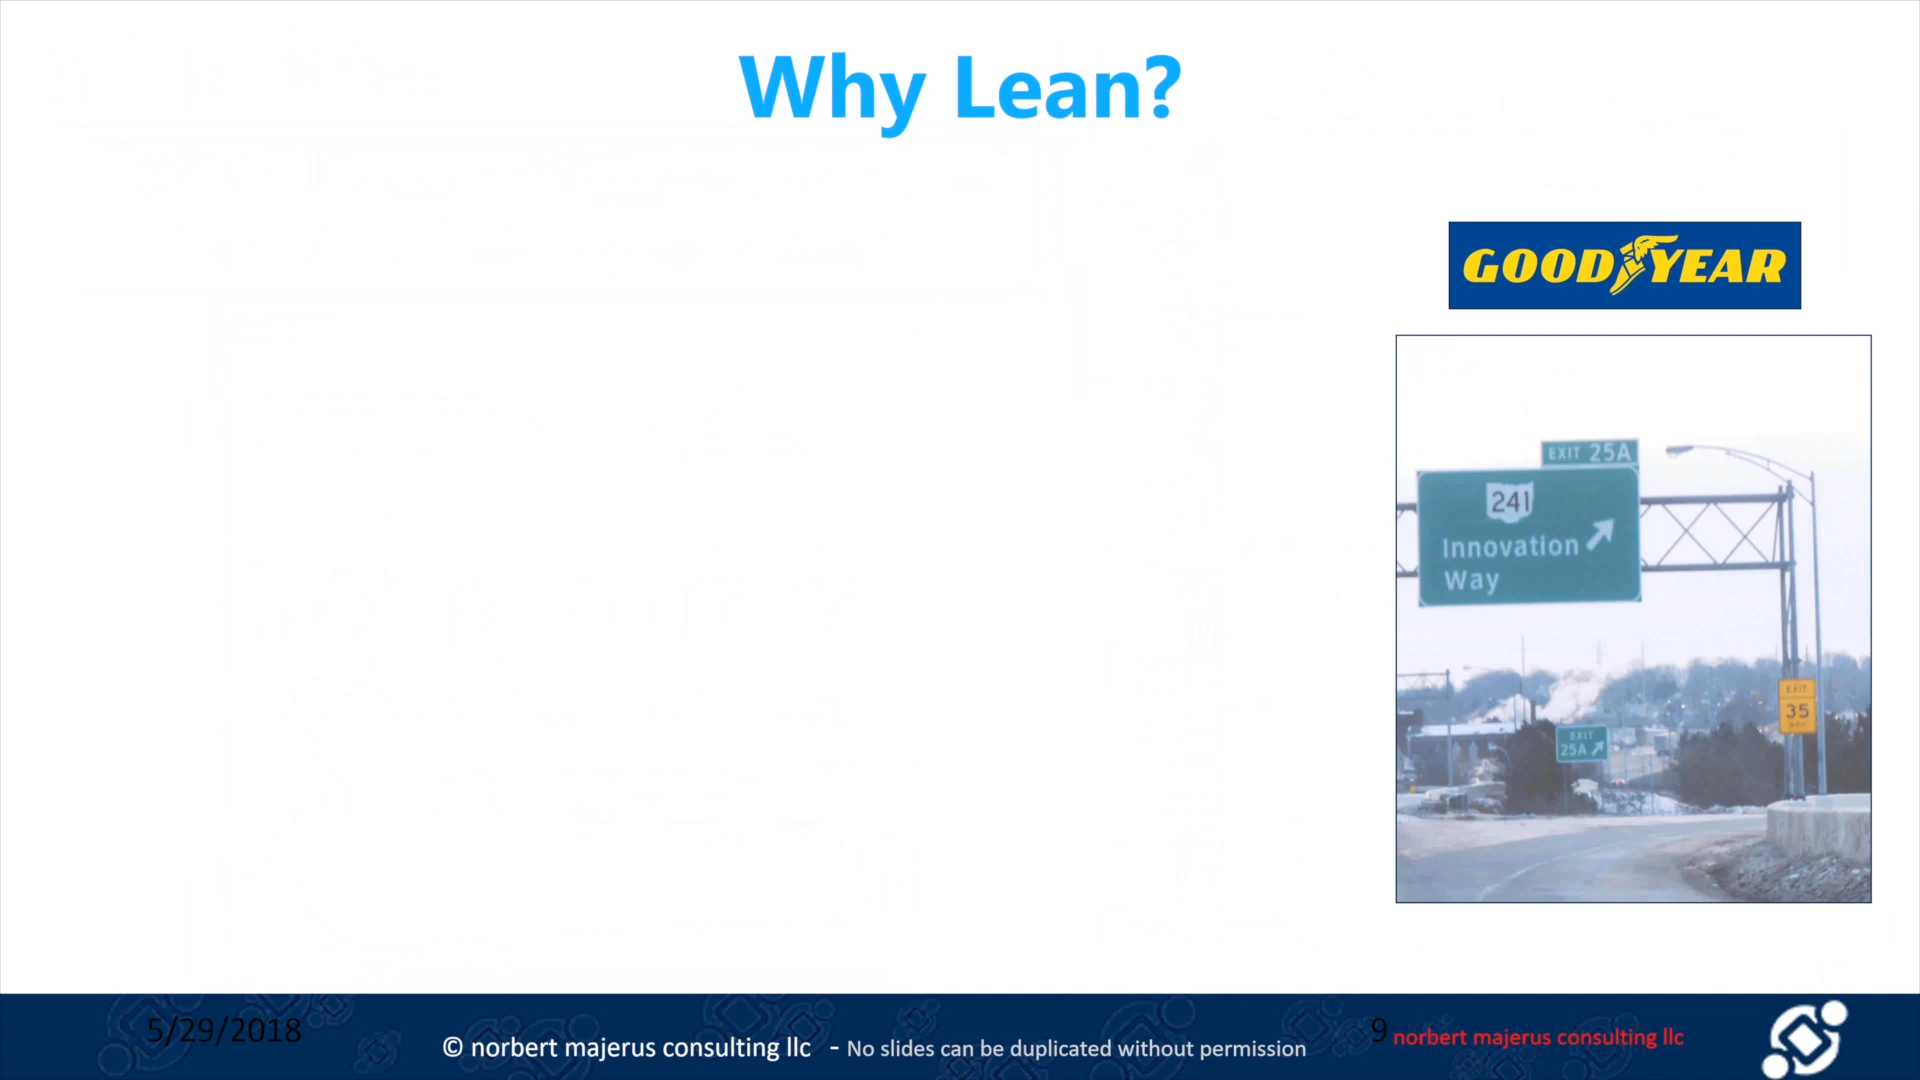 Why Lean?
GOODYEAR
EXIT 25A
241
Innovation
Way
EXIT
35
EXIT
25A
5/29/2018
© norbert majerus consulting llc - No slides can be duplicated without permission
9 norbert majerus consulting llc